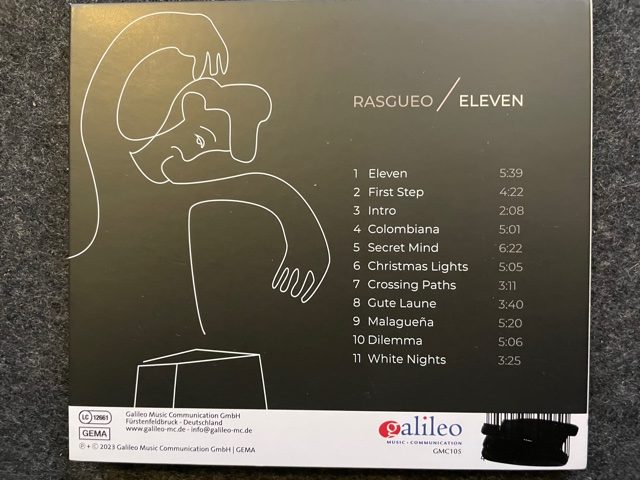 RASGUEO / ELEVEN
1 Eleven 5:39
2 First Step 4:22
3 Intro 2:08
4 Colombiana 5:01
5 Secret Mind 6:22
6 Christmas Lights 5:05
7 Crossing Paths 3:11
8 Gute Laune 3:40
9 Malagueña 5:20
10 Dilemma 5:06
11 White Nights 3:25
LC 12661
GEMA
Galileo Music Communication GmbH
Fürstenfeldbruck - Deutschland
www.galileo-mc.de - info@galileo-mc.de
℗ + © 2023 Galileo Music Communication GmbH | GEMA
galileo
MUSIC · COMMUNICATION
GMC105